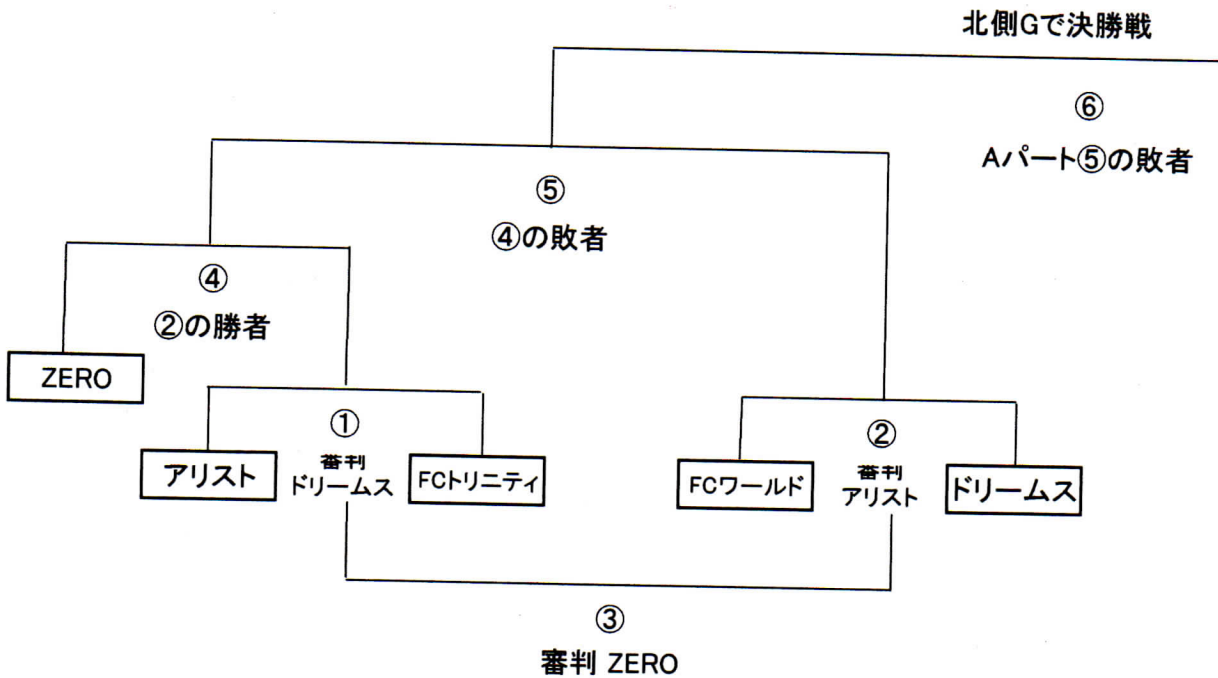 北側Gで決勝戦
⑥
Aパート⑤の敗者
⑤
④の敗者
④
②の勝者
ZERO
①
審判
ドリームス
アリスト
FCトリニティ
②
審判
アリスト
FCワールド
ドリームス
③
審判 ZERO